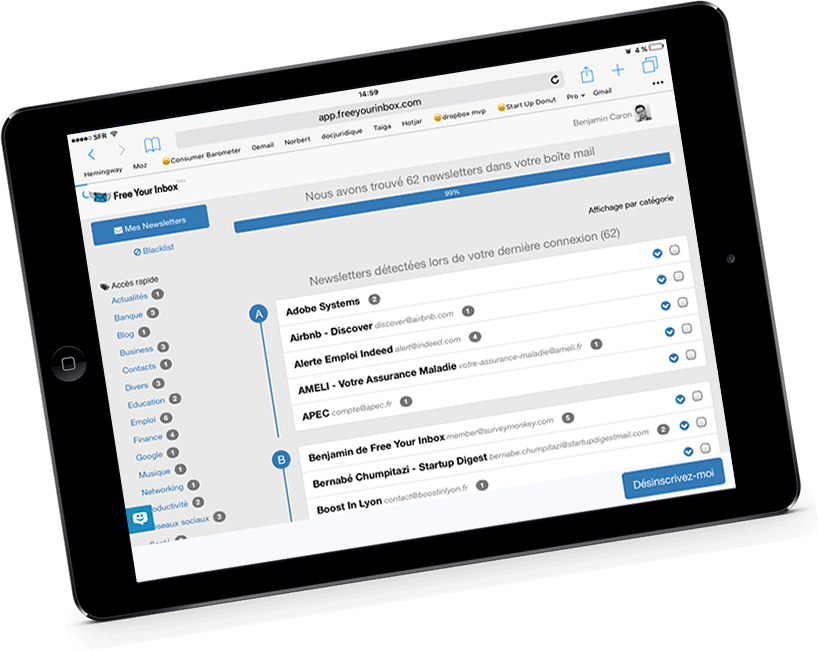 SFR
14:59
4 %
app.freeyourinbox.com
Hemingway Moz 😀Consumer Barometer 0email Norbert docjuridique Taiga Hotjar 😀dropbox mvp 😀Start Up Donut Pro Gmail
Benjamin Caron
Free Your Inbox
Nous avons trouvé 62 newsletters dans votre boîte mail
99%
Mes Newsletters
Blacklist
Affichage par catégorie
Newsletters détectées lors de votre dernière connexion (62)
Accès rapide
Actualités 1
Banque 3
Blog 1
Business 3
Contacts 1
Divers 3
Education 2
Emploi 6
Finance 4
Google 1
Musique 1
Networking 1
oductivité 2
seaux sociaux 3
A
Adobe Systems 2
Airbnb - Discover discover@airbnb.com 1
Alerte Emploi Indeed alert@indeed.com 4
AMELI - Votre Assurance Maladie votre-assurance-maladie@ameli.fr 1
APEC compte@apec.fr 1
B
Benjamin de Free Your Inbox member@surveymonkey.com 5
Bernabé Chumpitazi - Startup Digest bernabe.chumpitazi@startupdigestmail.com 2
Boost In Lyon contact@boostinlyon.fr 1
Désinscrivez-moi